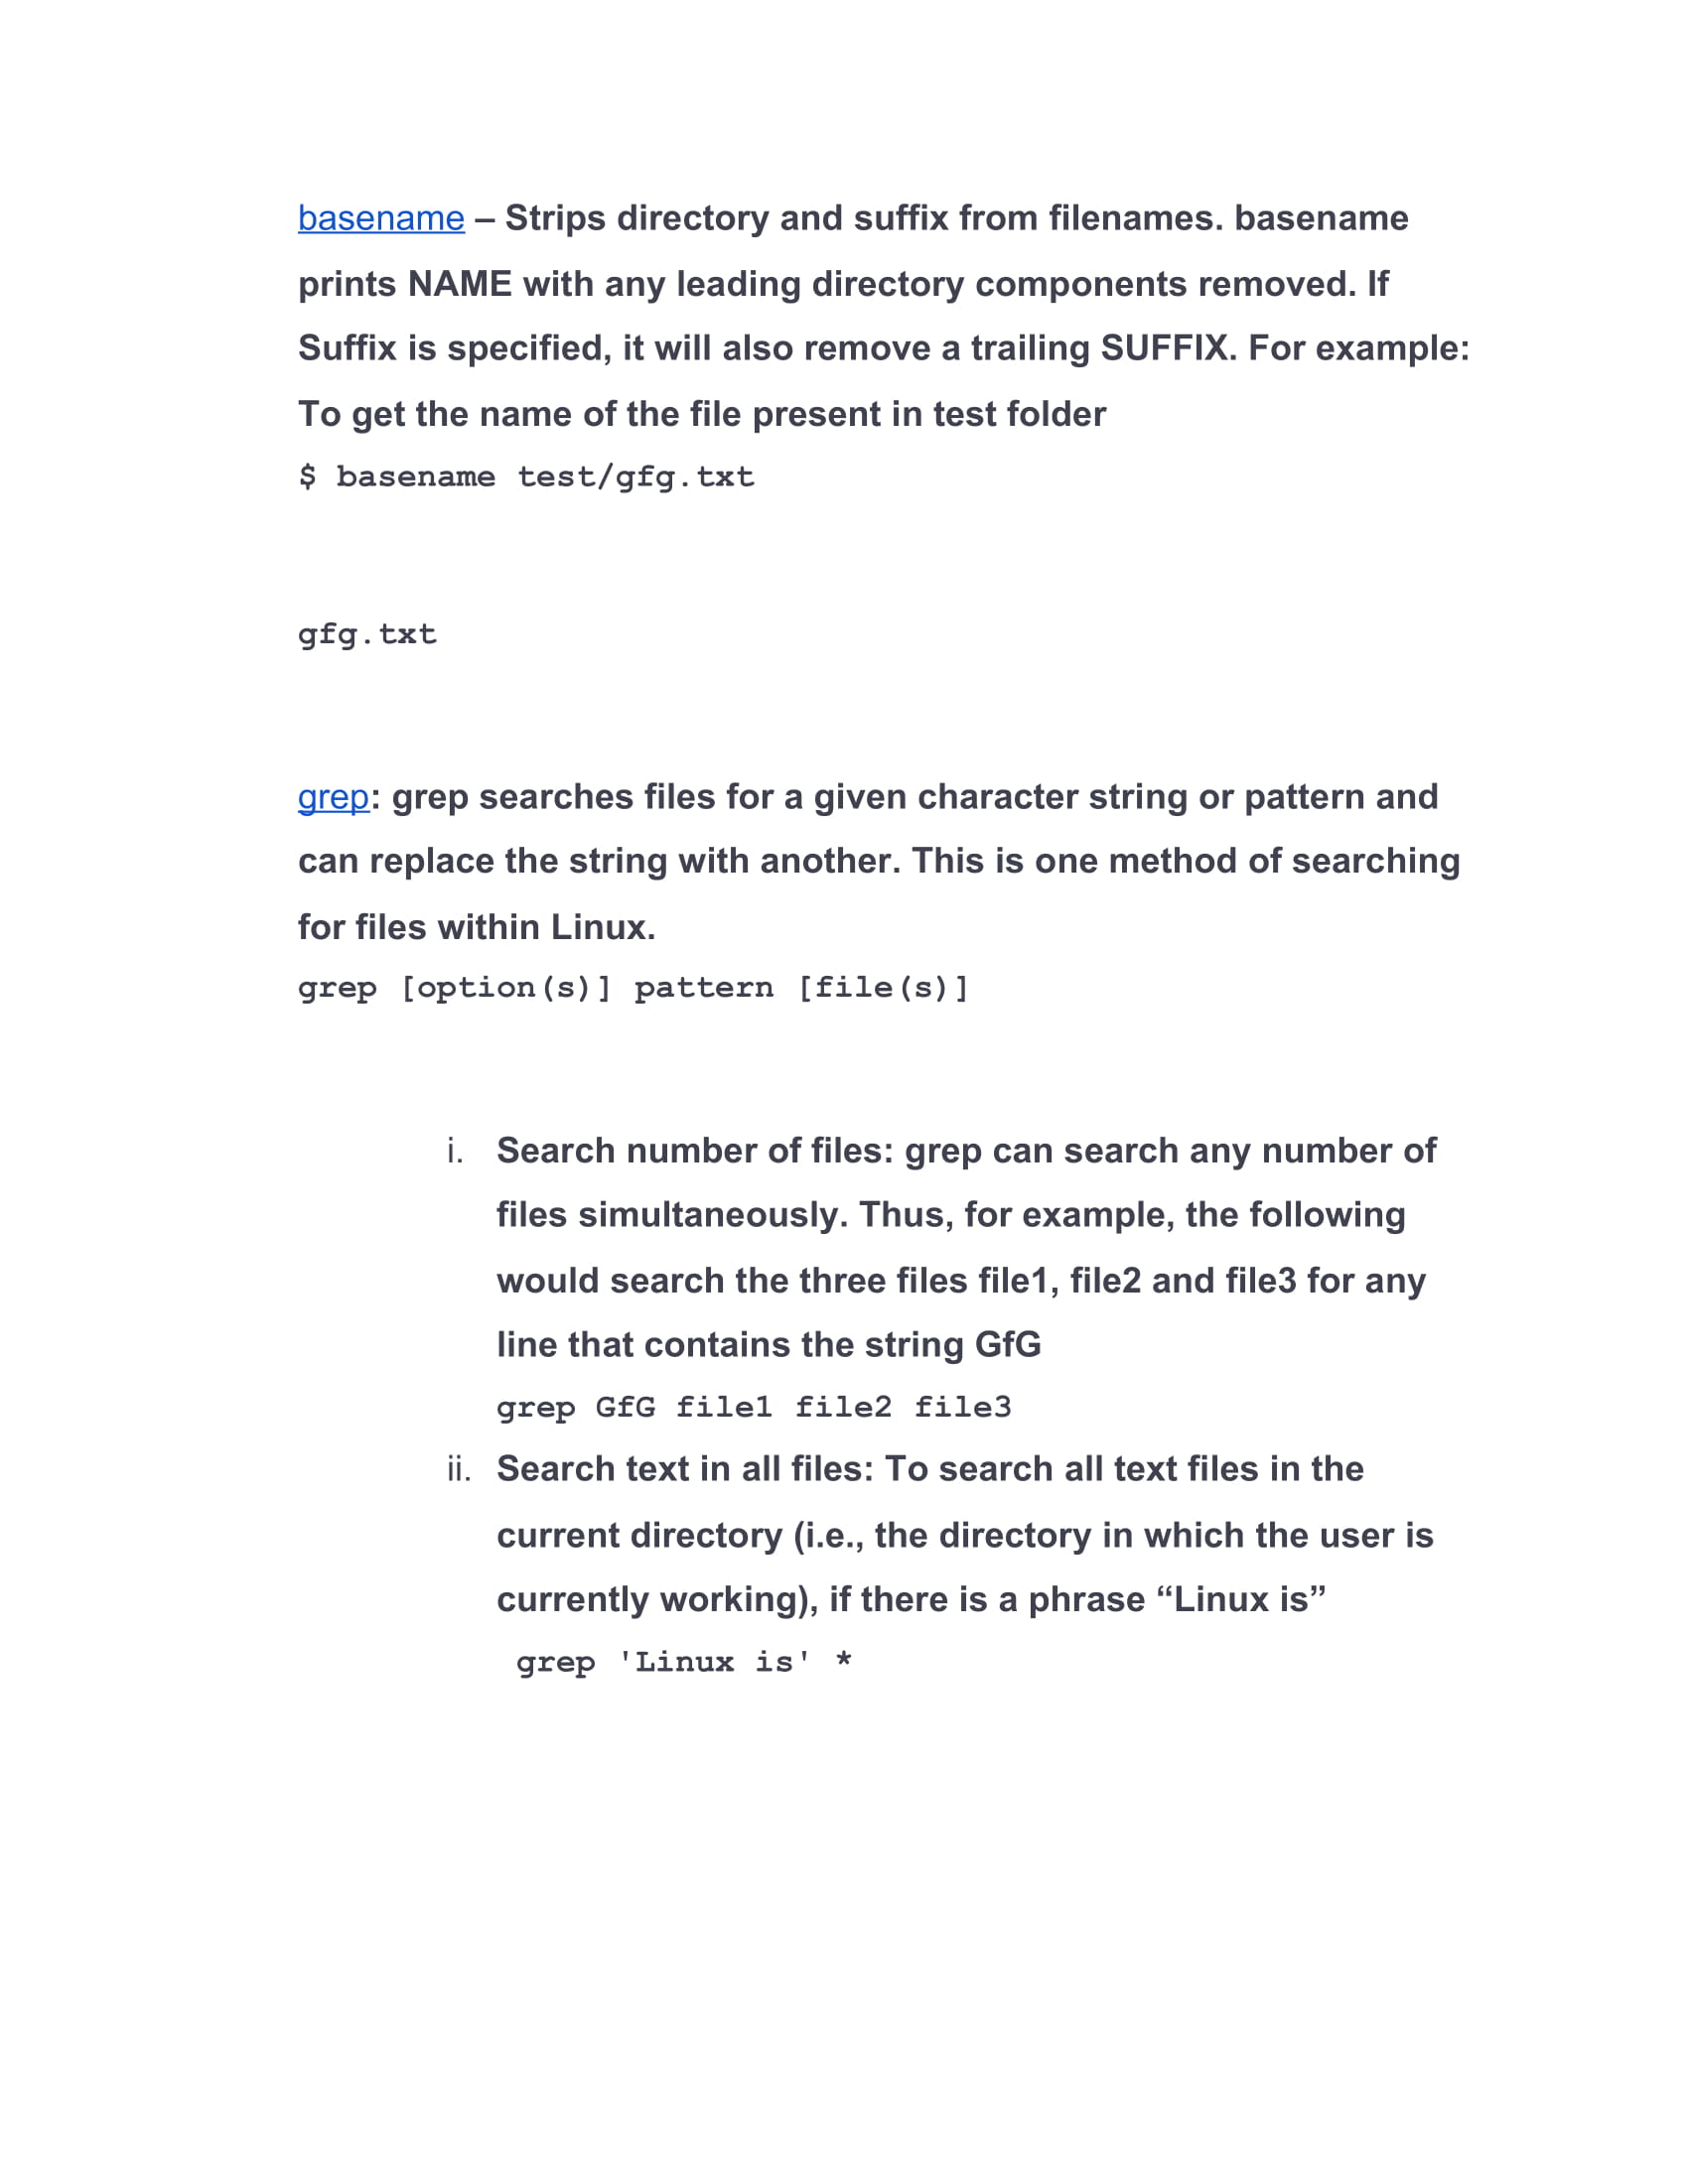 basename – Strips directory and suffix from filenames. basename
prints NAME with any leading directory components removed. If
Suffix is specified, it will also remove a trailing SUFFIX. For example:
To get the name of the file present in test folder
$ basename test/gfg.txt
gfg.txt
grep: grep searches files for a given character string or pattern and
can replace the string with another. This is one method of searching
for files within Linux.
grep [option(s)] pattern [file(s)]
i. Search number of files: grep can search any number of
files simultaneously. Thus, for example, the following
would search the three files file1, file2 and file3 for any
line that contains the string GfG
grep GfG file1 file2 file3
ii. Search text in all files: To search all text files in the
current directory (i.e., the directory in which the user is
currently working), if there is a phrase “Linux is”
grep 'Linux is' *